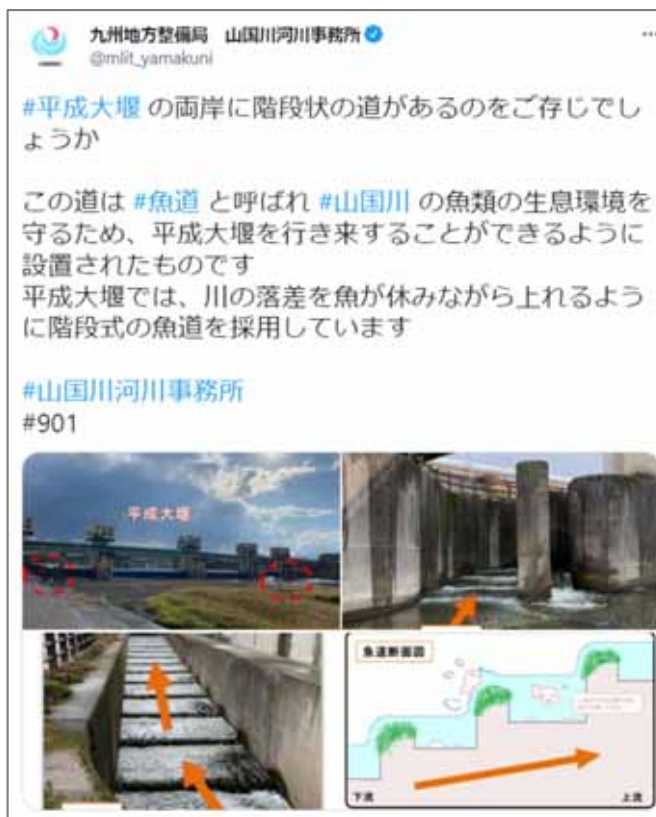 九州地方整備局 山国川河川事務所
@mlit_yamakuni
#平成大堰 の両岸に階段状の道があるのをご存じでし
ょうか
この道は #魚道 と呼ばれ #山国川 の魚類の生息環境を
守るため、平成大堰を行き来することができるように
設置されたものです
平成大堰では、川の落差を魚が休みながら上れるよう
に階段式の魚道を採用しています
#山国川河川事務所
#901
平成大堰
魚道断面図
下流
上流